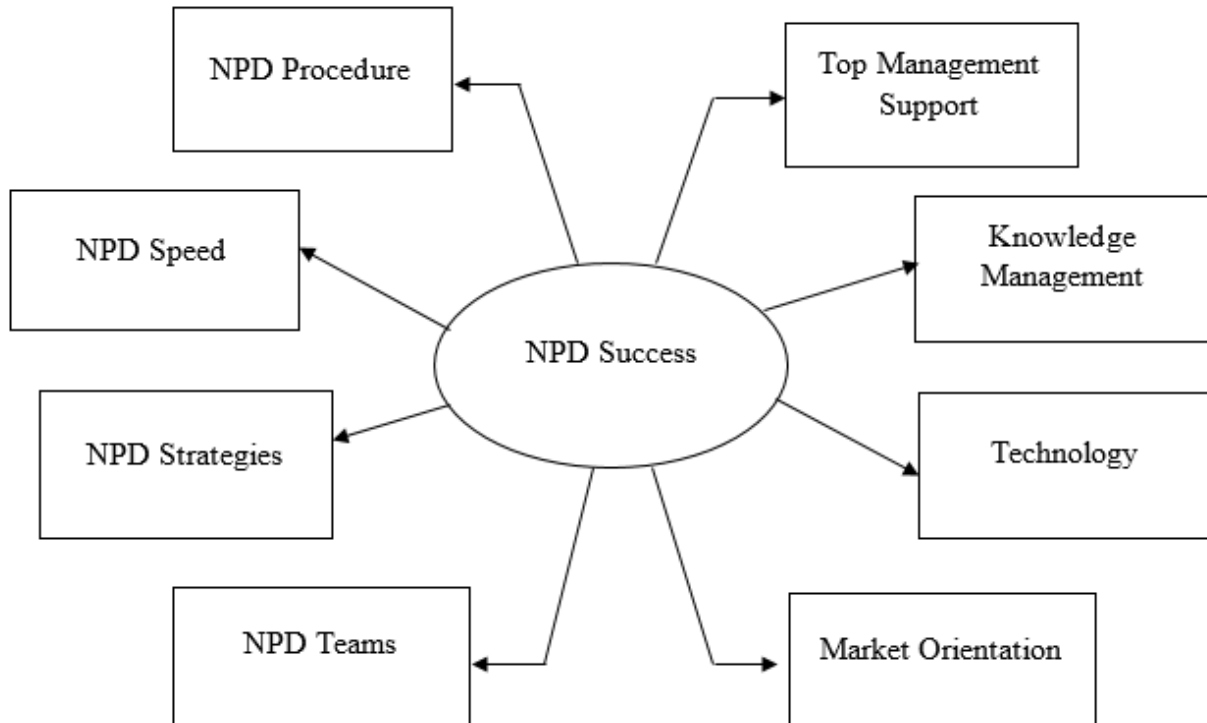 NPD Procedure
Top Management
Support
NPD Speed
Knowledge
Management
NPD Success
NPD Strategies
Technology
NPD Teams
Market Orientation